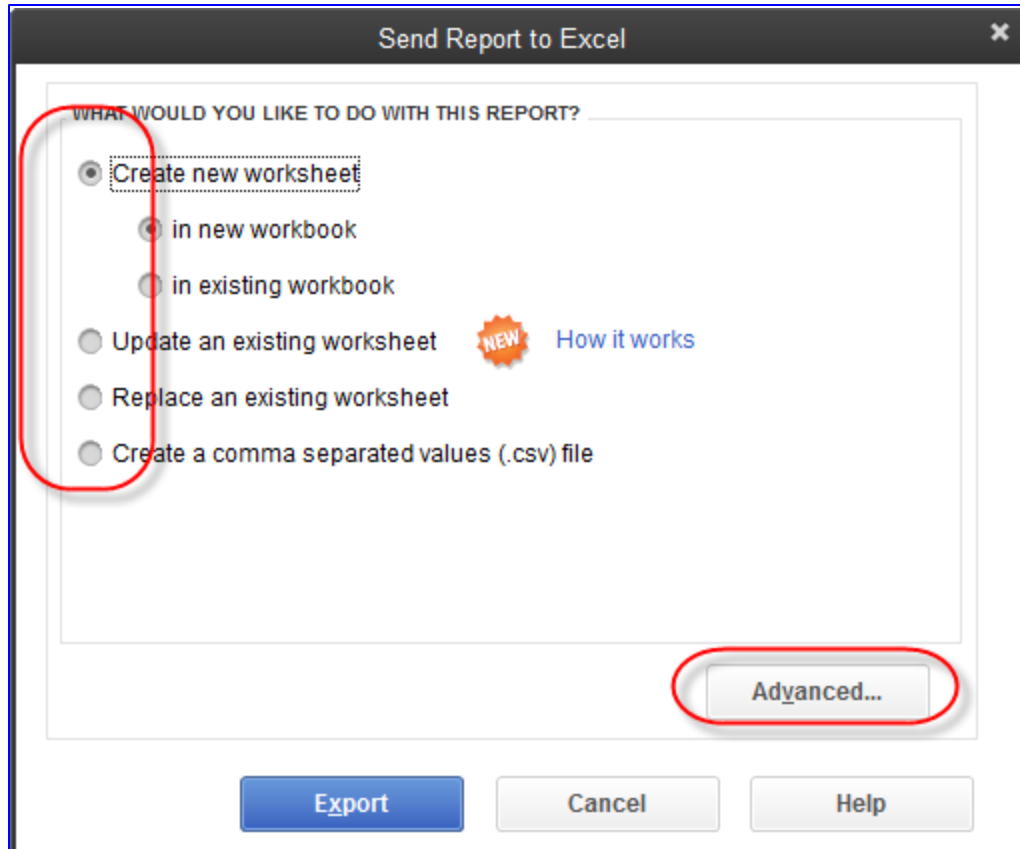 Send Report to Excel
WHAT WOULD YOU LIKE TO DO WITH THIS REPORT?
Create new worksheet
in new workbook
in existing workbook
Update an existing worksheet NEW How it works
Replace an existing worksheet
Create a comma separated values (.csv) file
Advanced...
Export Cancel Help